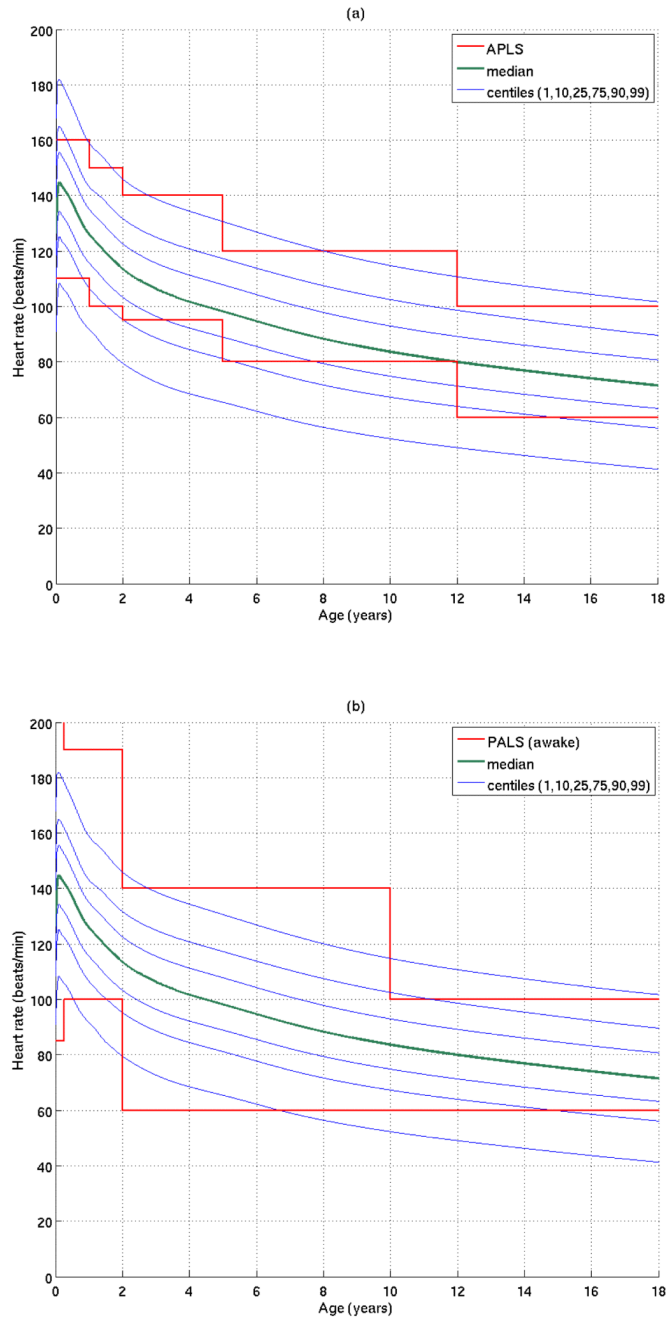 (a)
200
180
160
140
120
100
80
60
40
20
0
Heart rate (beats/min)
APLS
median
centiles (1,10,25,75,90,99)
0 2 4 6 8 10 12 14 16 18
Age (years)
(b)
200
180
160
140
120
100
80
60
40
20
0
Heart rate (beats/min)
PALS (awake)
median
centiles (1,10,25,75,90,99)
0 2 4 6 8 10 12 14 16 18
Age (years)